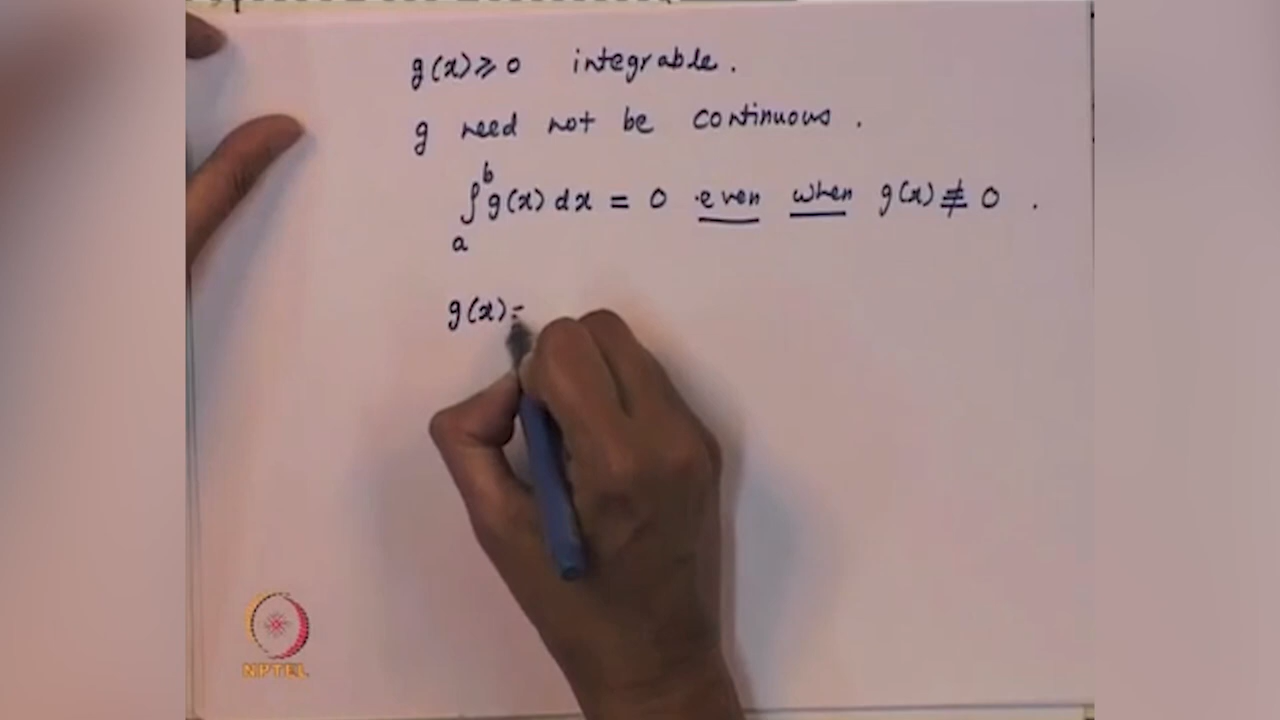 g(x) ⩾ 0 integrable.
g need not be continuous.
∫_a^b g(x) dx = 0 even when g(x) ≢ 0 .
g(x) =
NPTEL